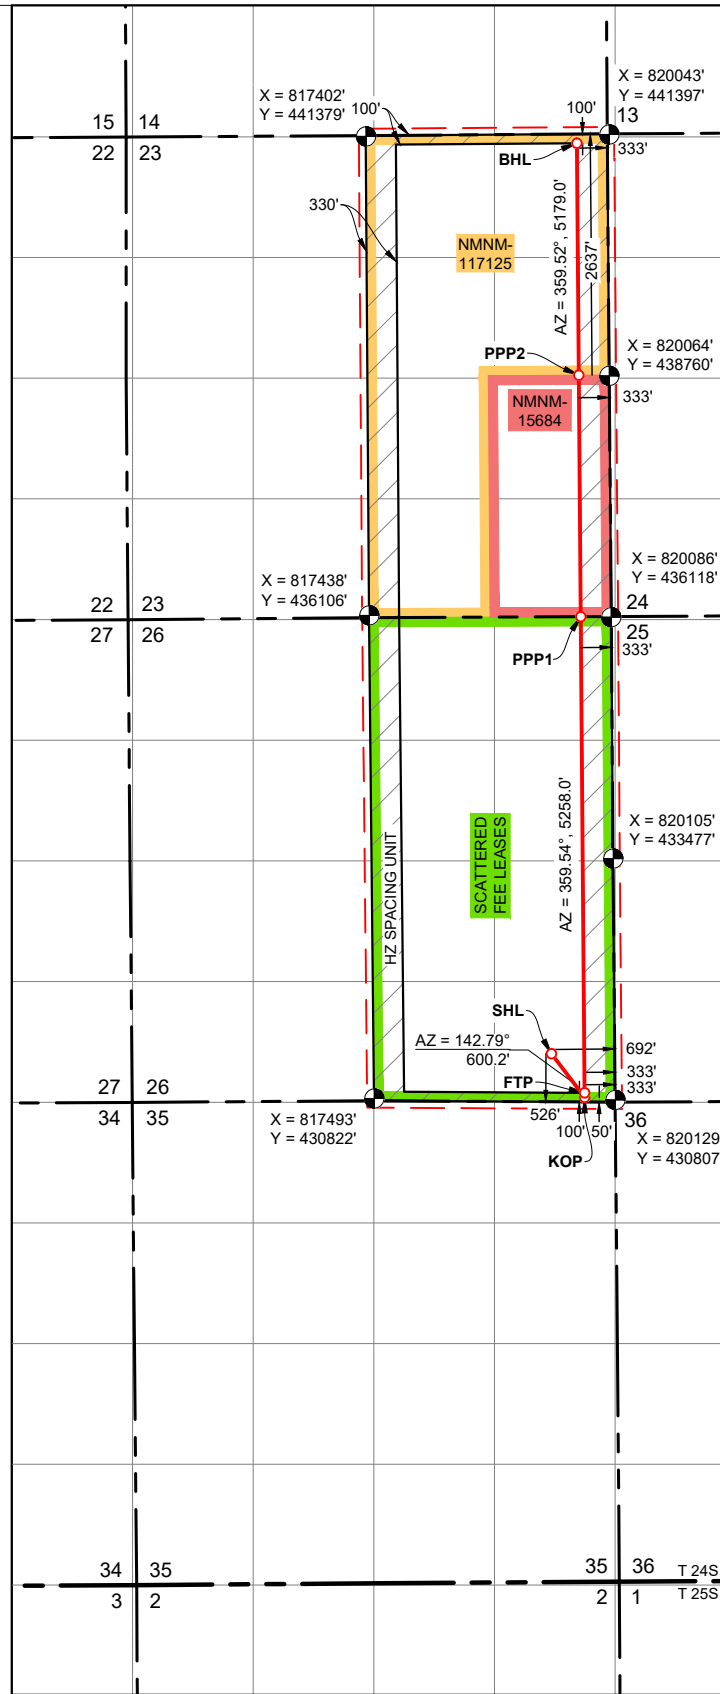 X = 817402'
Y = 441379'
X = 820043'
Y = 441397'
100'
100'
15 14
13
22 23
BHL
333'
330'
NMNM-
117125
AZ = 359.52°, 5179.0'
2637'
PPP2
X = 820064'
Y = 438760'
NMNM-
15684
333'
X = 817438'
Y = 436106'
X = 820086'
Y = 436118'
22 23
24
27 26
25
PPP1
333'
SCATTERED
FEE LEASES
HZ SPACING UNIT
AZ = 359.54°, 5258.0'
X = 820105'
Y = 433477'
SHL
AZ = 142.79°
600.2'
692'
FTP
333'
333'
27 26
34 35
526'
100'
50'
36
KOP
X = 817493'
Y = 430822'
X = 820129
Y = 430807
34 35
35 36
T 24S
3 2
2 1
T 25S